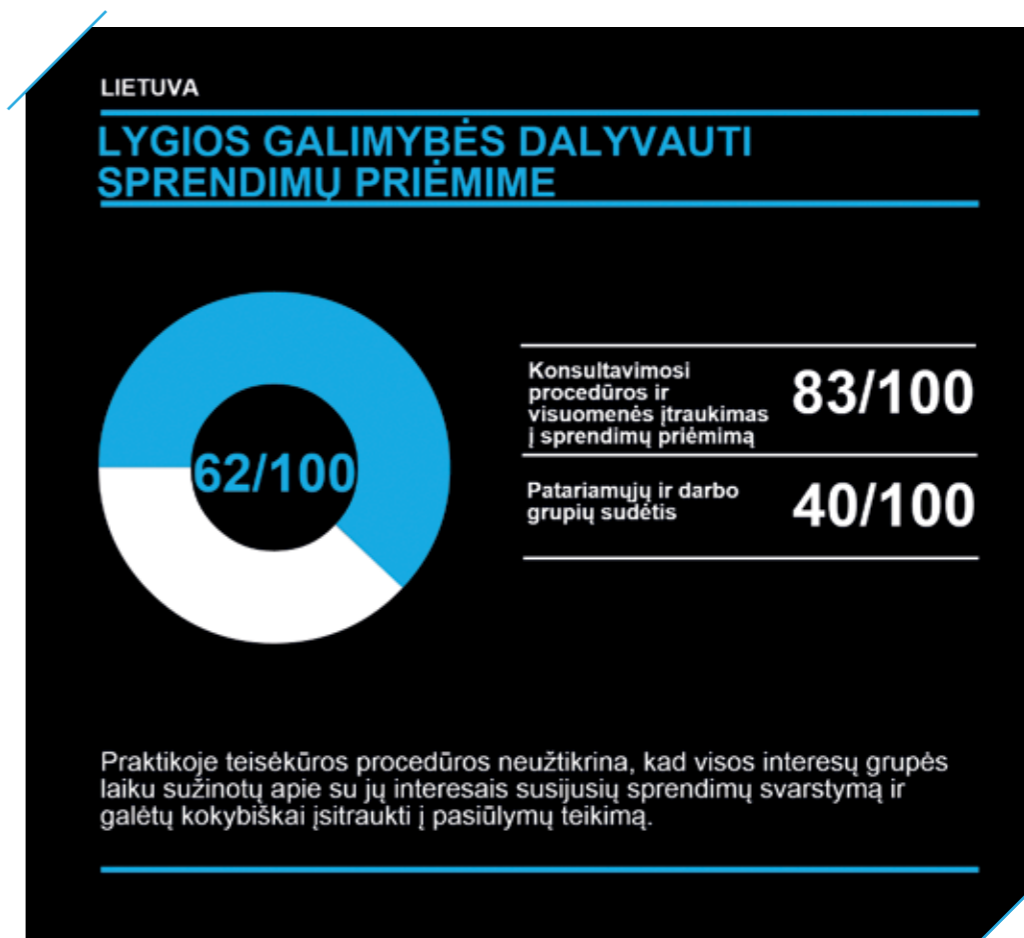 LIETUVA
LYGIOS GALIMYBĖS DALYVAUTI
SPRENDIMŲ PRIĖMIME
62/100
Konsultavimosi
procedūros ir
visuomenės įtraukimas
į sprendimų priėmimą
83/100
Patariamųjų ir darbo
grupių sudėtis
40/100
Praktikoje teisėkūros procedūros neužtikrina, kad visos interesų grupės
laiku sužinotų apie su jų interesais susijusių sprendimų svarstymą ir
galėtų kokybiškai įsitraukti į pasiūlymų teikimą.